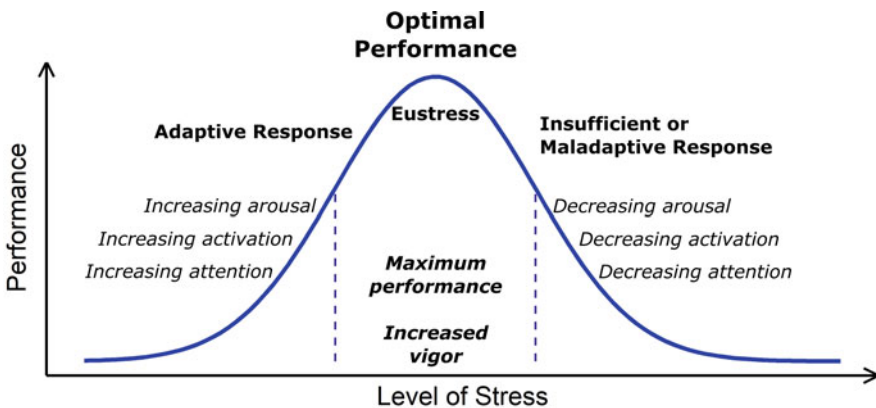 Optimal
Performance
Eustress
Adaptive Response
Insufficient or
Maladaptive Response
Increasing arousal
Increasing activation
Increasing attention
Maximum
performance
Increased
vigor
Decreasing arousal
Decreasing activation
Decreasing attention
Performance
Level of Stress